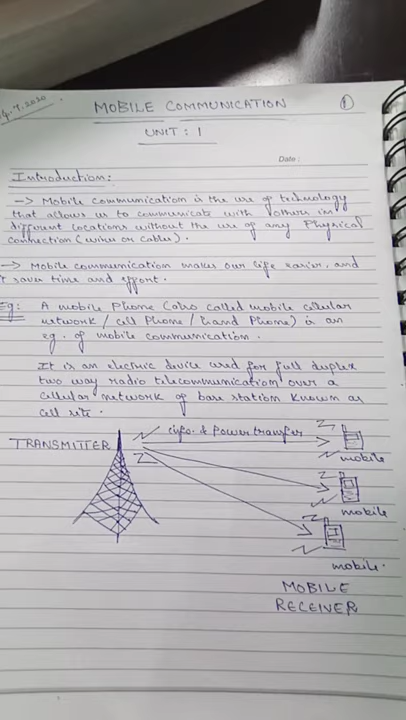 4.7.2020
MOBILE COMMUNICATION ①
UNIT: 1
Date:
Introduction:
→ Mobile communication is the use of technology
that allows us to communicate with others in
different locations without the use of any Physical
connection (wires or cables).
→ Mobile communication makes our life easier, and
it saves time and effort.
Eg: A mobile Phone (also called mobile cellular
network / cell Phone / hand Phone) is an
eg. of mobile communication.
It is an electric device used for full duplex
two way radio telecommunication over a
cellular network of base station known as
cell site.
TRANSMITTER info. & power transfer
mobile
mobile
mobile.
MOBILE
RECEIVER